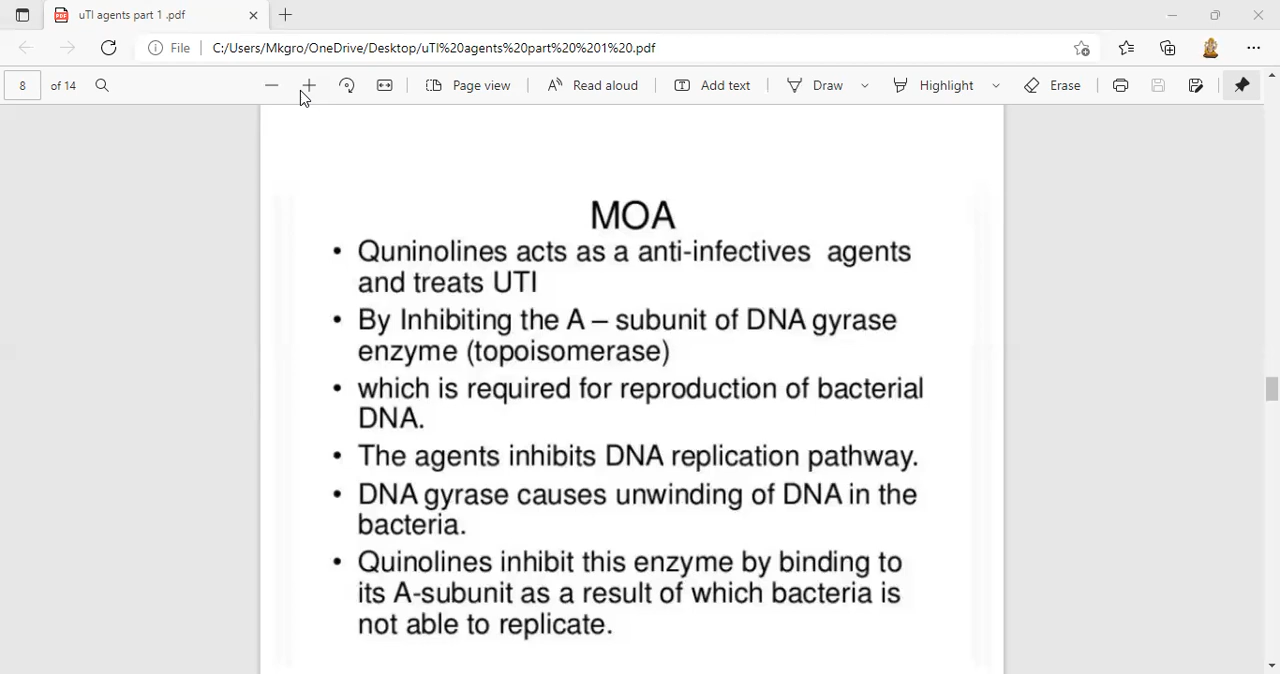 uTI agents part 1 .pdf
File
C:/Users/Mkgro/OneDrive/Desktop/uTI%20agents%20part%20%201%20.pdf
8 of 14
Page view
Read aloud
Add text
Draw
Highlight
Erase
MOA
• Quninolines acts as a anti-infectives agents
and treats UTI
• By Inhibiting the A – subunit of DNA gyrase
enzyme (topoisomerase)
• which is required for reproduction of bacterial
DNA.
• The agents inhibits DNA replication pathway.
• DNA gyrase causes unwinding of DNA in the
bacteria.
• Quinolines inhibit this enzyme by binding to
its A-subunit as a result of which bacteria is
not able to replicate.